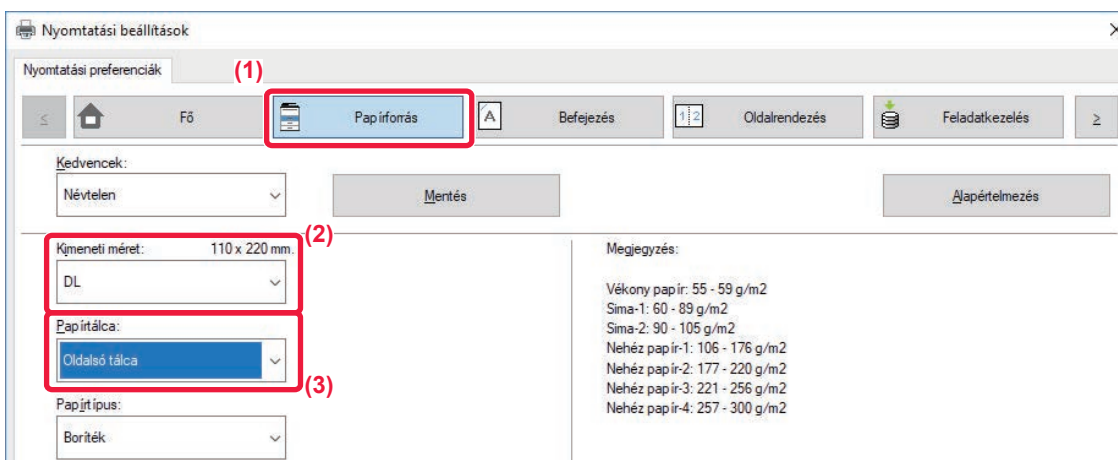 Nyomtatási beállítások
Nyomtatási preferenciák
(1)
< Fő Papírforrás Befejezés Oldalrendezés Feladatkezelés >
Kedvencek:
Névtelen Mentés Alapértelmezés
(2)
Kimeneti méret: 110 x 220 mm. Megjegyzés:
DL
Vékony papír: 55 - 59 g/m2
Sima-1: 60 - 89 g/m2
Papírtálca: Sima-2: 90 - 105 g/m2
Nehéz papír-1: 106 - 176 g/m2
Oldalsó tálca Nehéz papír-2: 177 - 220 g/m2
(3)
Nehéz papír-3: 221 - 256 g/m2
Papírtípus: Nehéz papír-4: 257 - 300 g/m2
Boríték